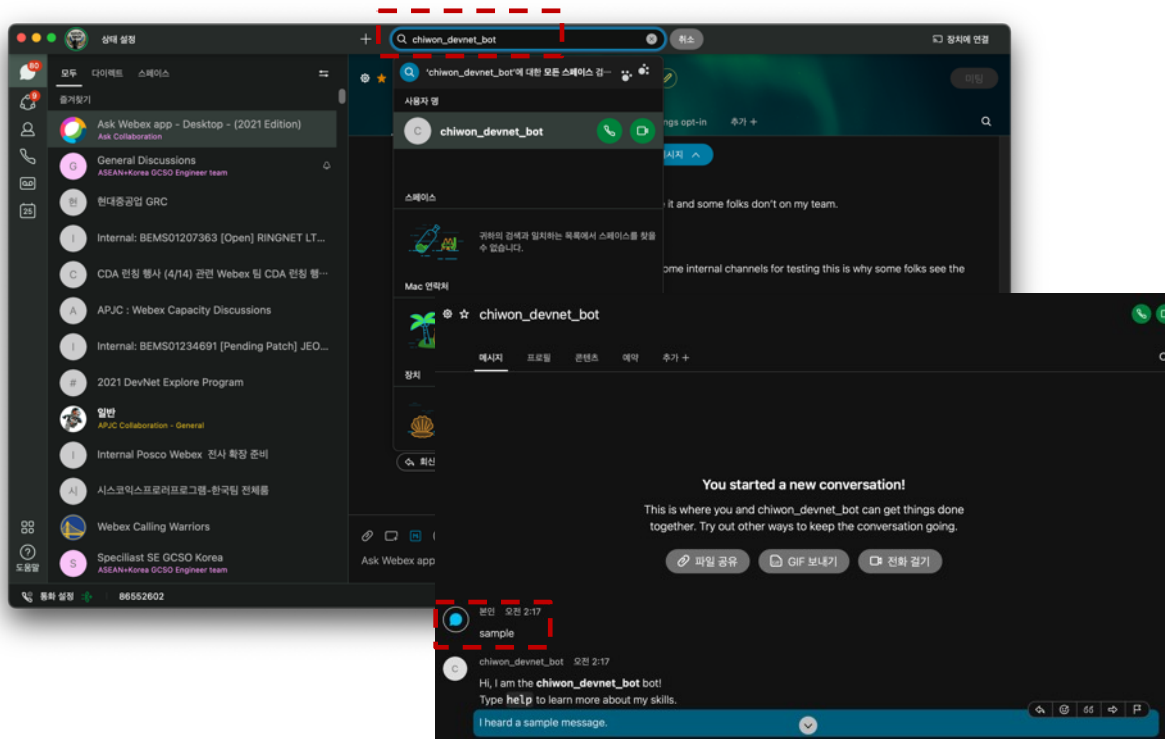 상태 설정
chiwon_devnet_bot
취소
장치에 연결
80
모두 다이렉트 스페이스
'chiwon_devnet_bot'에 대한 모든 스페이스 검…
미팅
9
즐겨찾기
사용자 명
Ask Webex app - Desktop - (2021 Edition)
Ask Collaboration
chiwon_devnet_bot
ngs opt-in 추가 +
G
General Discussions
ASEAN+Korea GCSO Engineer team
시지
현
현대중공업 GRC
스페이스
it and some folks don't on my team.
25
I
Internal: BEMS01207363 [Open] RINGNET LT...
귀하의 검색과 일치하는 목록에서 스페이스를 찾을
수 없습니다.
C
CDA 런칭 행사 (4/14) 관련 Webex 팀 CDA 런칭 행…
ome internal channels for testing this is why some folks see the
Mac 연락처
A
APJC : Webex Capacity Discussions
I
Internal: BEMS01234691 [Pending Patch] JEO...
장치
#
2021 DevNet Explore Program
일반
APJC Collaboration - General
I
Internal Posco Webex 전사 확장 준비
회신
시
시스코익스프로러프로그램-한국팀 전체룸
Webex Calling Warriors
도움말
S
Speciliast SE GCSO Korea
ASEAN+Korea GCSO Engineer team
Ask Webex app
통화 설정 86552602
chiwon_devnet_bot
메시지 프로필 콘텐츠 예약 추가 +
You started a new conversation!
This is where you and chiwon_devnet_bot can get things done
together. Try out other ways to keep the conversation going.
파일 공유 GIF 보내기 전화 걸기
본인 오전 2:17
sample
C
chiwon_devnet_bot 오전 2:17
Hi, I am the chiwon_devnet_bot bot!
Type help to learn more about my skills.
I heard a sample message.